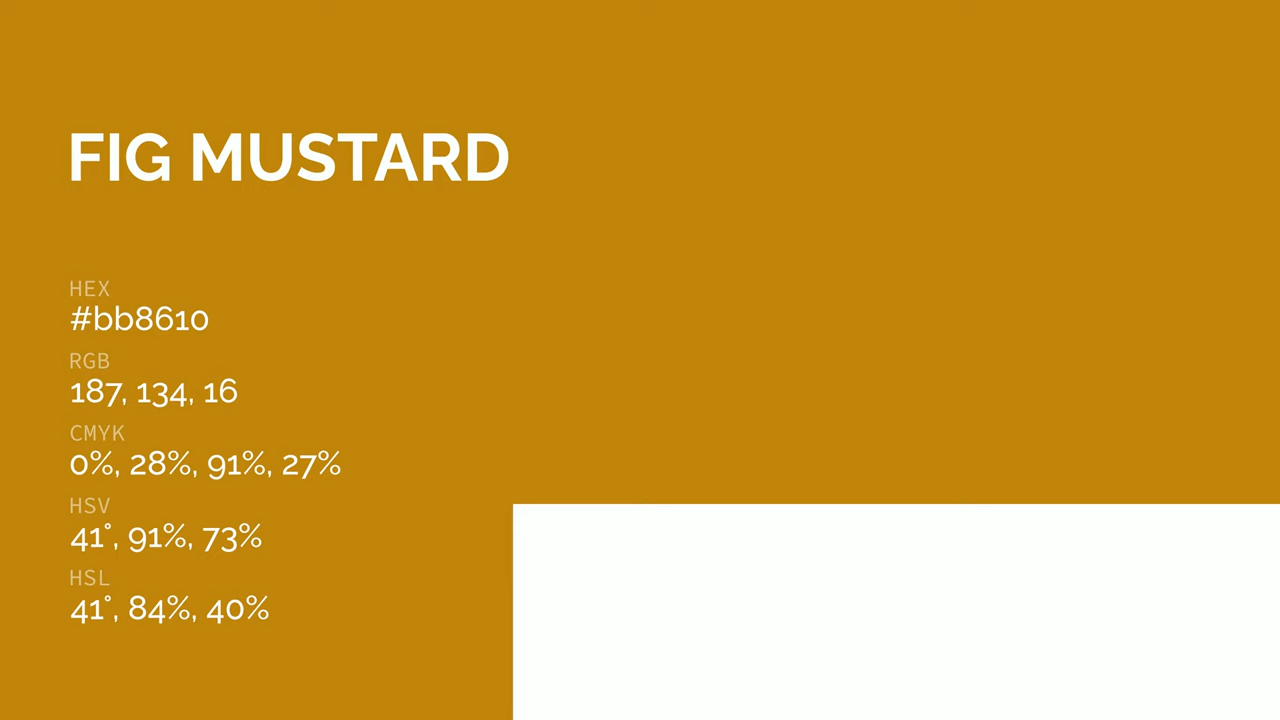 FIG MUSTARD
HEX
#bb8610
RGB
187, 134, 16
CMYK
0%, 28%, 91%, 27%
HSV
41°, 91%, 73%
HSL
41°, 84%, 40%